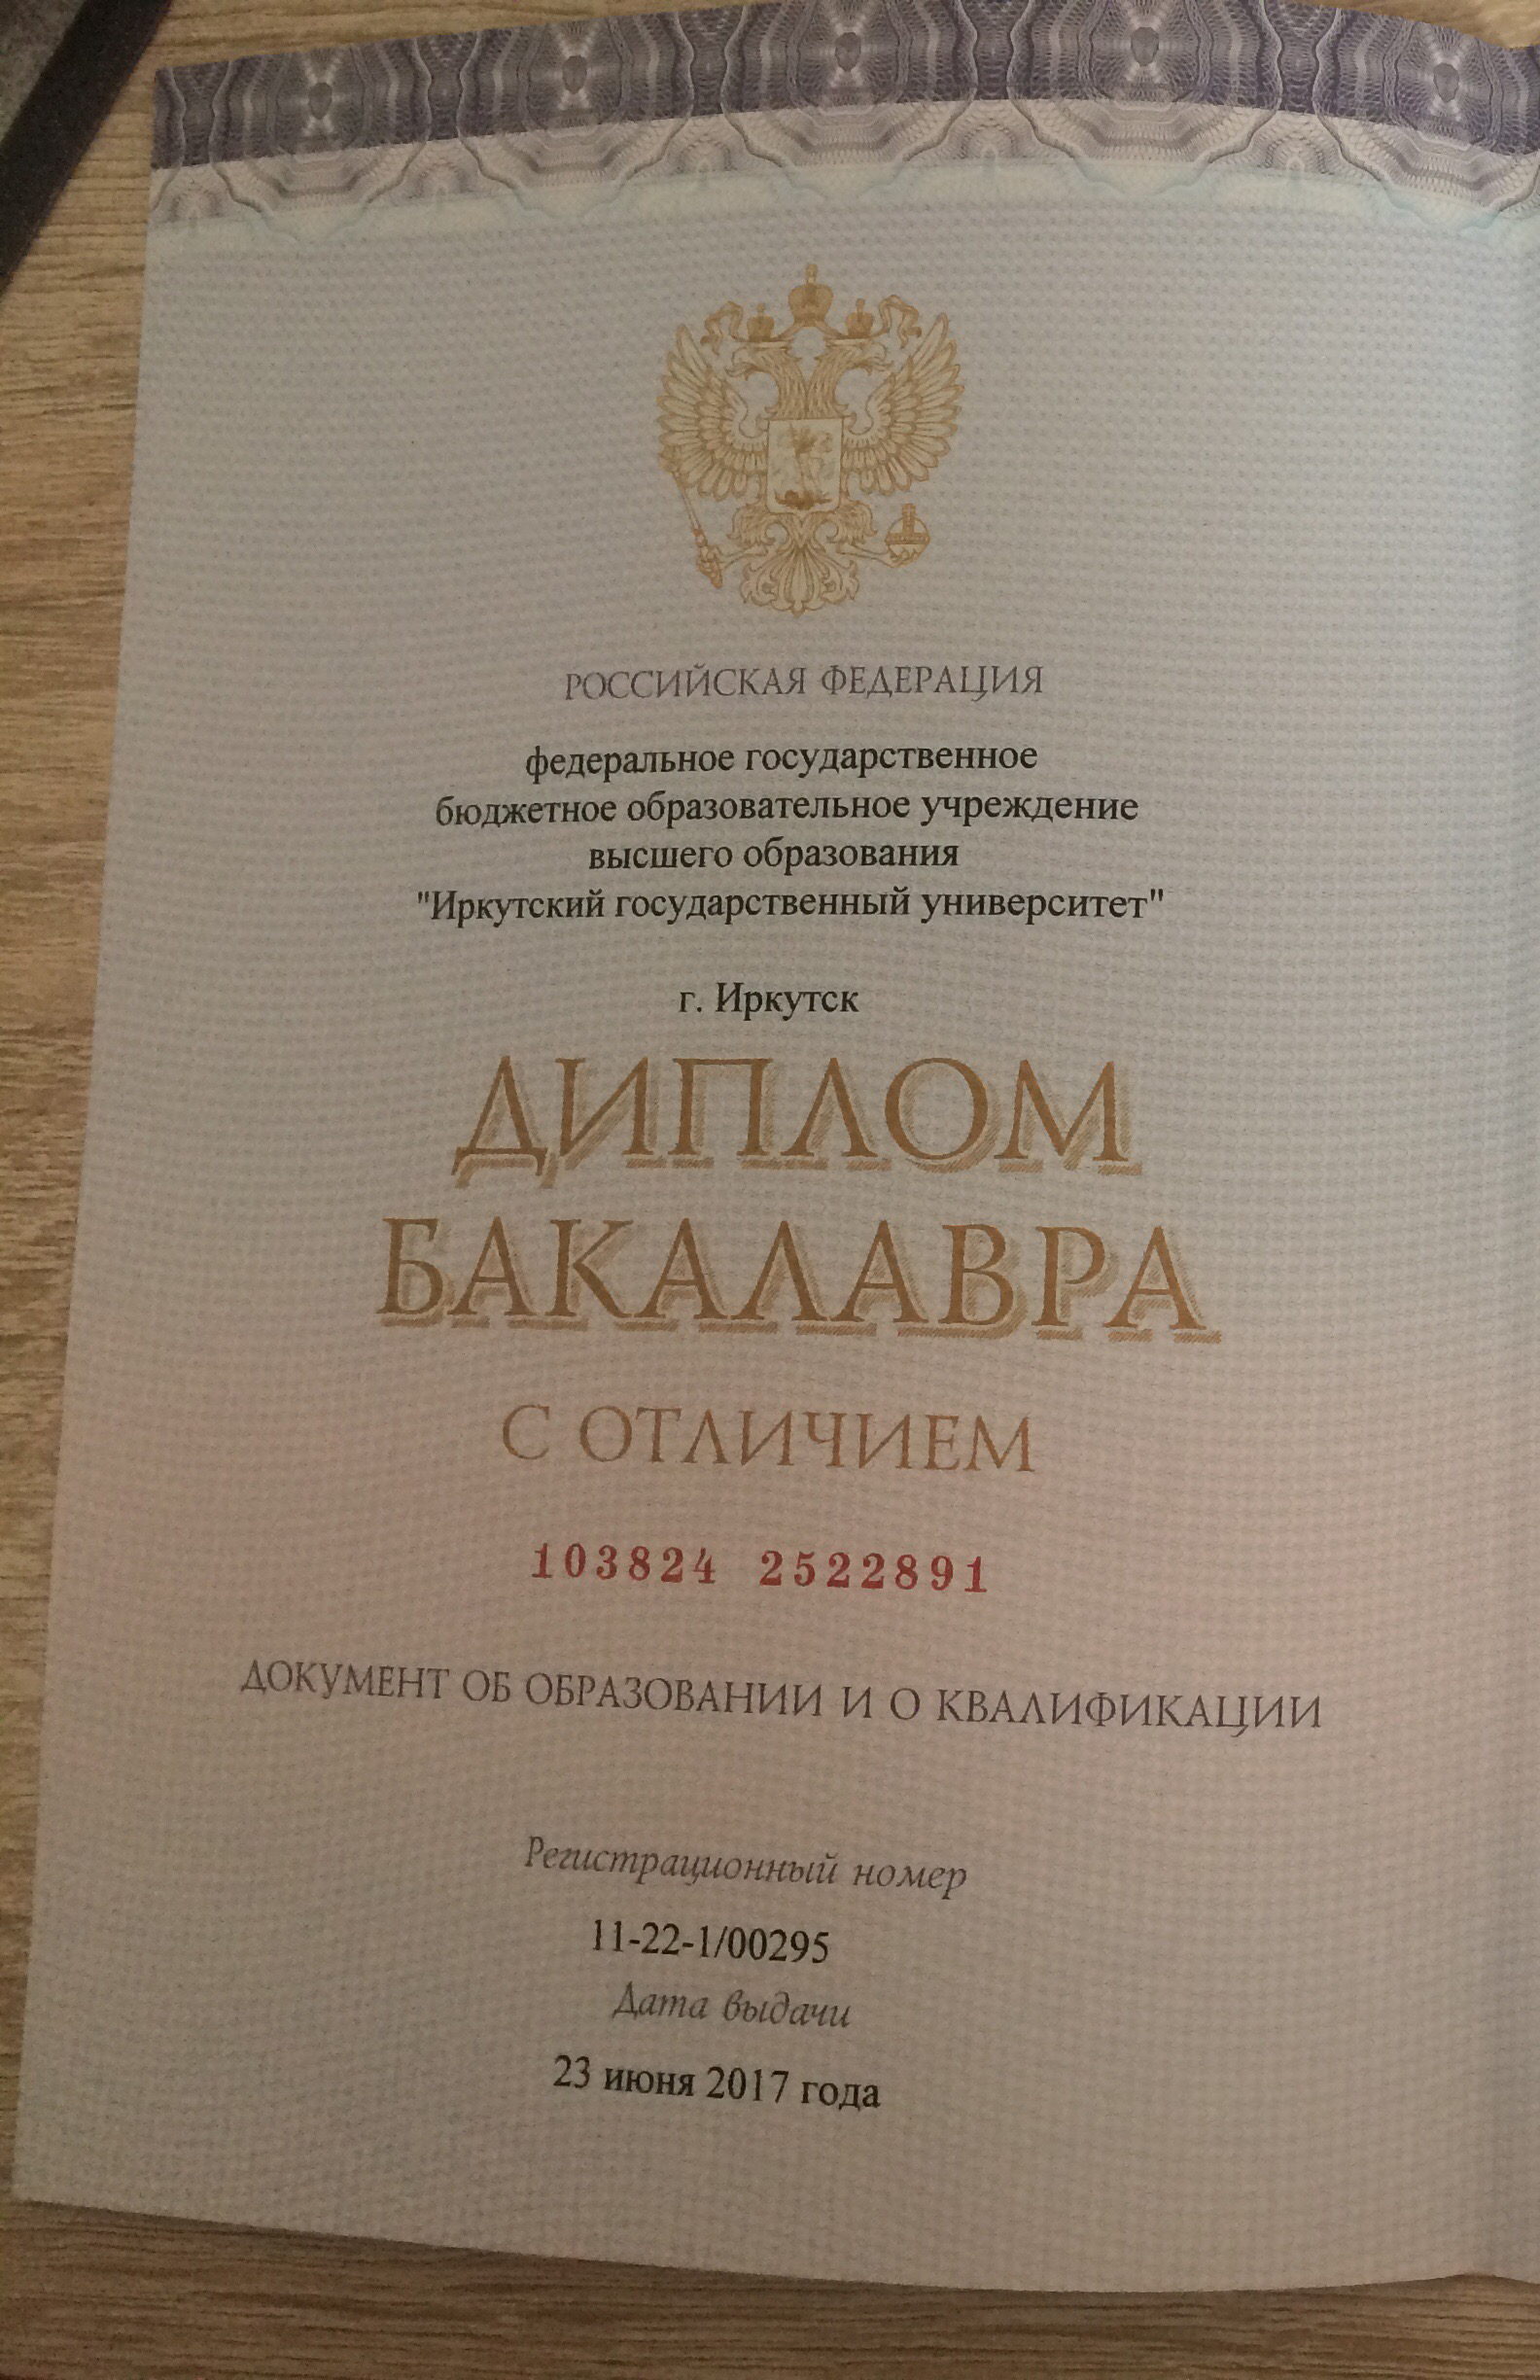 РОССИЙСКАЯ ФЕДЕРАЦИЯ
федеральное государственное
бюджетное образовательное учреждение
высшего образования
"Иркутский государственный университет"
г. Иркутск
ДИПЛОМ
БАКАЛАВРА
С ОТЛИЧИЕМ
103824 2522891
ДОКУМЕНТ ОБ ОБРАЗОВАНИИ И О КВАЛИФИКАЦИИ
Регистрационный номер
11-22-1/00295
Дата выдачи
23 июня 2017 года